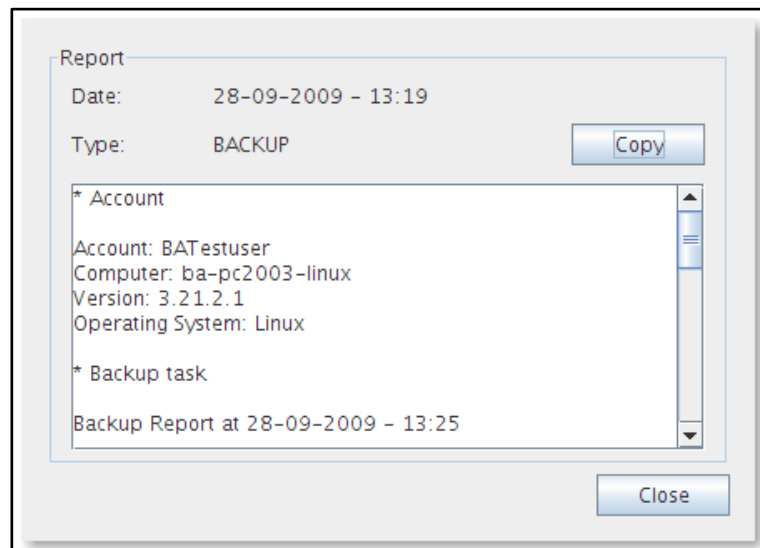 Report
Date: 28-09-2009 - 13:19
Type: BACKUP
Copy
* Account
Account: BATestuser
Computer: ba-pc2003-linux
Version: 3.21.2.1
Operating System: Linux
* Backup task
Backup Report at 28-09-2009 - 13:25
Close